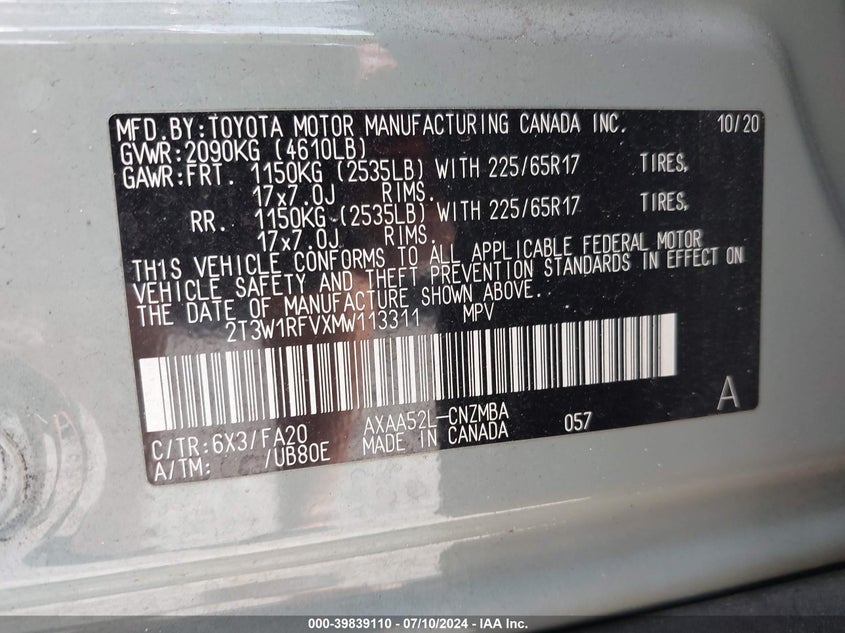 MFD.BY:TOYOTA MOTOR MANUFACTURING CANADA INC. 10/20
GVWR:2090KG (4610LB)
GAWR:FRT. 1150KG (2535LB) WITH 225/65R17 TIRES,
17x7.0J RIMS.
RR. 1150KG (2535LB) WITH 225/65R17 TIRES,
17x7.0J RIMS.
THIS VEHICLE CONFORMS TO ALL APPLICABLE FEDERAL MOTOR
VEHICLE SAFETY AND THEFT PREVENTION STANDARDS IN EFFECT ON
THE DATE OF MANUFACTURE SHOWN ABOVE.
2T3W1RFVXMW113311 MPV
C/TR:6X3/FA20 AXAA52L-CNZMBA 057 A
A/TM: /UB80E MADE IN CANADA
000-39839110 - 07/10/2024 - IAA Inc.